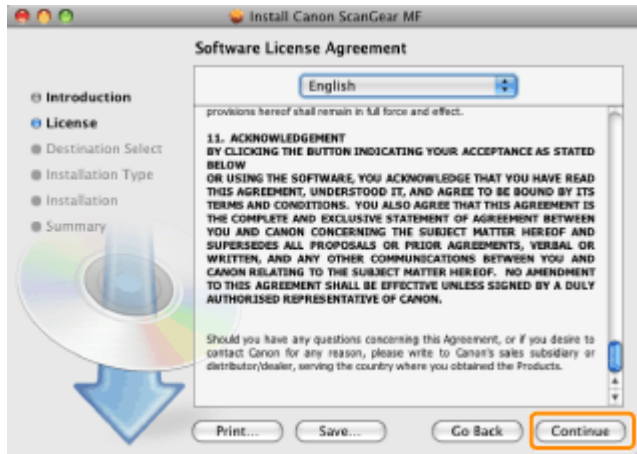 Install Canon ScanGear MF
Software License Agreement
English
Introduction
License
Destination Select
Installation Type
Installation
Summary
provisions hereof shall remain in full force and effect.
11. ACKNOWLEDGEMENT
BY CLICKING THE BUTTON INDICATING YOUR ACCEPTANCE AS STATED
BELOW
OR USING THE SOFTWARE, YOU ACKNOWLEDGE THAT YOU HAVE READ
THIS AGREEMENT, UNDERSTOOD IT, AND AGREE TO BE BOUND BY ITS
TERMS AND CONDITIONS. YOU ALSO AGREE THAT THIS AGREEMENT IS
THE COMPLETE AND EXCLUSIVE STATEMENT OF AGREEMENT BETWEEN
YOU AND CANON CONCERNING THE SUBJECT MATTER HEREOF AND
SUPERSEDES ALL PROPOSALS OR PRIOR AGREEMENTS, VERBAL OR
WRITTEN, AND ANY OTHER COMMUNICATIONS BETWEEN YOU AND
CANON RELATING TO THE SUBJECT MATTER HEREOF. NO AMENDMENT
TO THIS AGREEMENT SHALL BE EFFECTIVE UNLESS SIGNED BY A DULY
AUTHORISED REPRESENTATIVE OF CANON.
Should you have any questions concerning this Agreement, or if you desire to
contact Canon for any reason, please write to Canon's sales subsidiary or
distributor/dealer, serving the country where you obtained the Products.
Print... Save... Go Back Continue